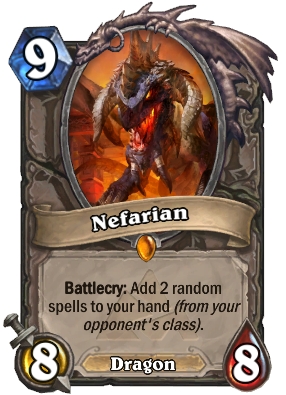 9
Nefarian
Battlecry: Add 2 random
spells to your hand (from your
opponent's class).
8
Dragon
8